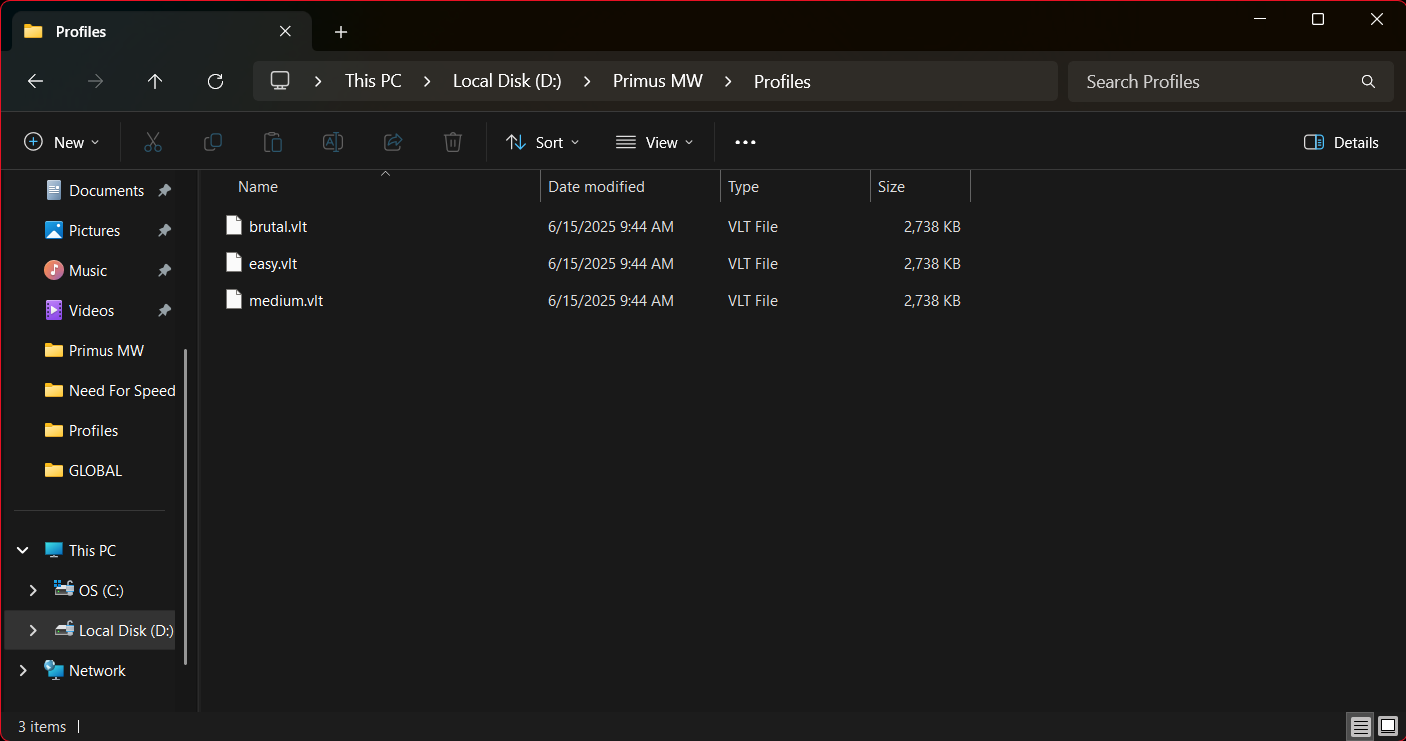 Profiles
This PC Local Disk (D:) Primus MW Profiles
Search Profiles
New
Sort
View
Details
Documents
Pictures
Music
Videos
Primus MW
Need For Speed
Profiles
GLOBAL
This PC
OS (C:)
Local Disk (D:)
Network
Name Date modified Type Size
brutal.vlt 6/15/2025 9:44 AM VLT File 2,738 KB
easy.vlt 6/15/2025 9:44 AM VLT File 2,738 KB
medium.vlt 6/15/2025 9:44 AM VLT File 2,738 KB
3 items